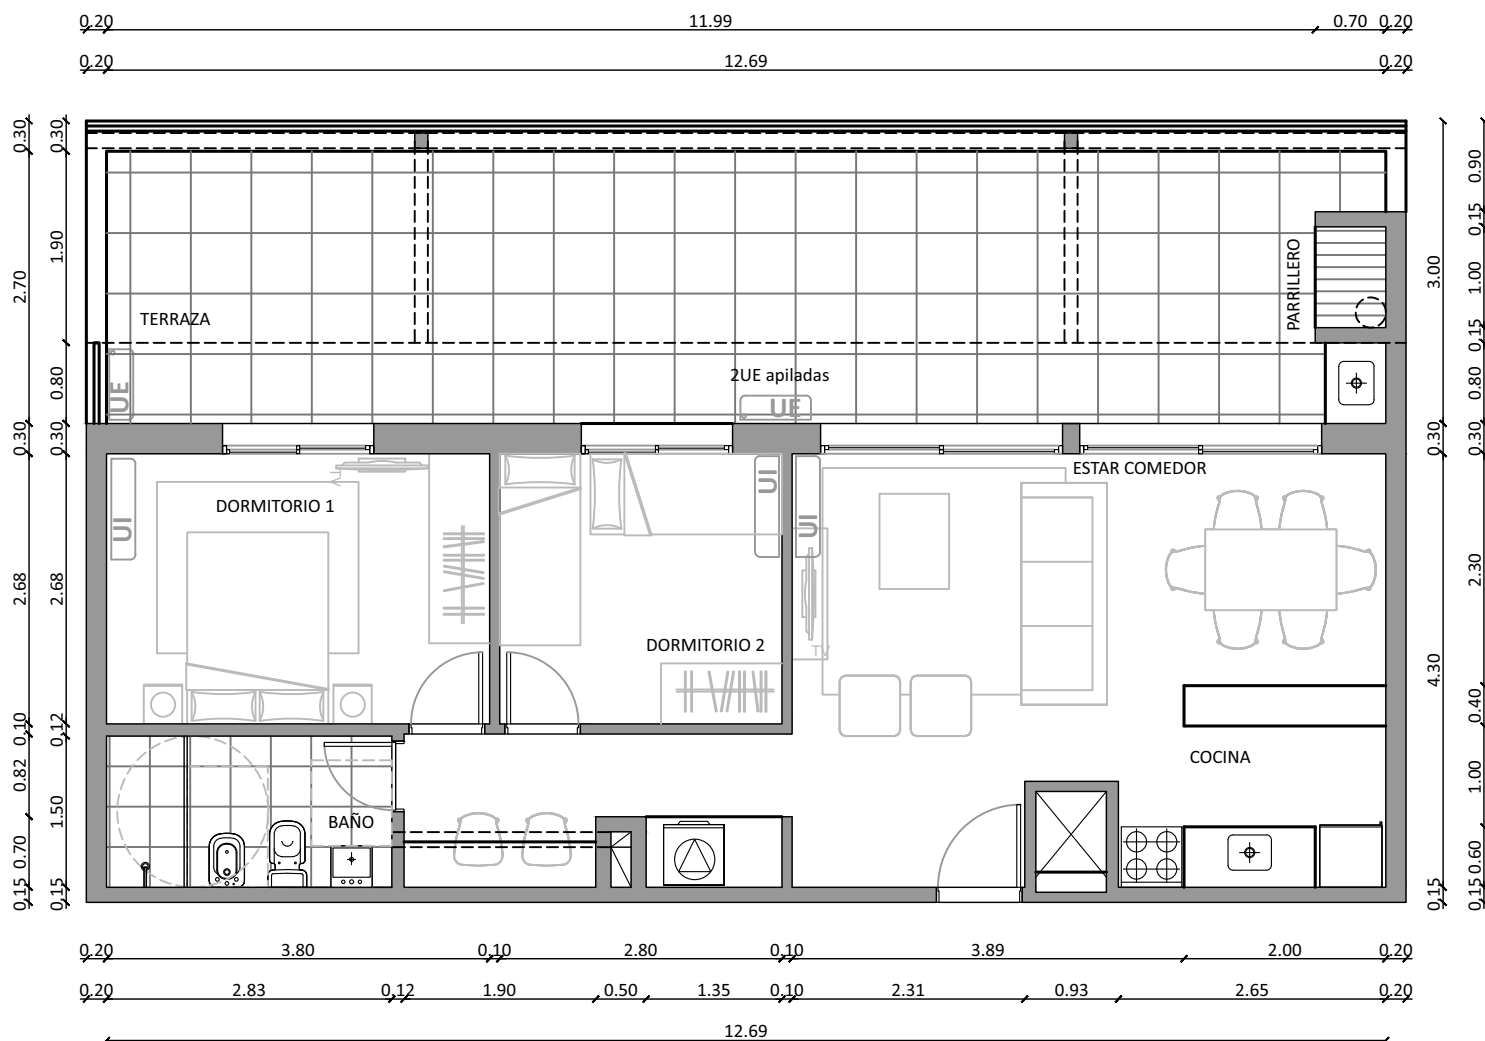 0.20 11.99 0.70 0.20
0.20 12.69 0.20
0.30 2.70 0.30 2.68 0.10 0.82 0.70 0.15
0.30 1.90 0.80 0.30 2.68 0.12 1.50 0.15
TERRAZA
PARRILLERO
UE
2UE apiladas
UE
ESTAR COMEDOR
DORMITORIO 1
UI
UI
UI
DORMITORIO 2
TV
TV
COCINA
BAÑO
3.00 0.30 4.30 0.15
0.90 0.15 1.00 0.15 0.80 0.30 2.30 0.40 1.00 0.60 0.15
0.20 3.80 0.10 2.80 0.10 3.89 2.00 0.20
0.20 2.83 0.12 1.90 0.50 1.35 0.10 2.31 0.93 2.65 0.20
12.69